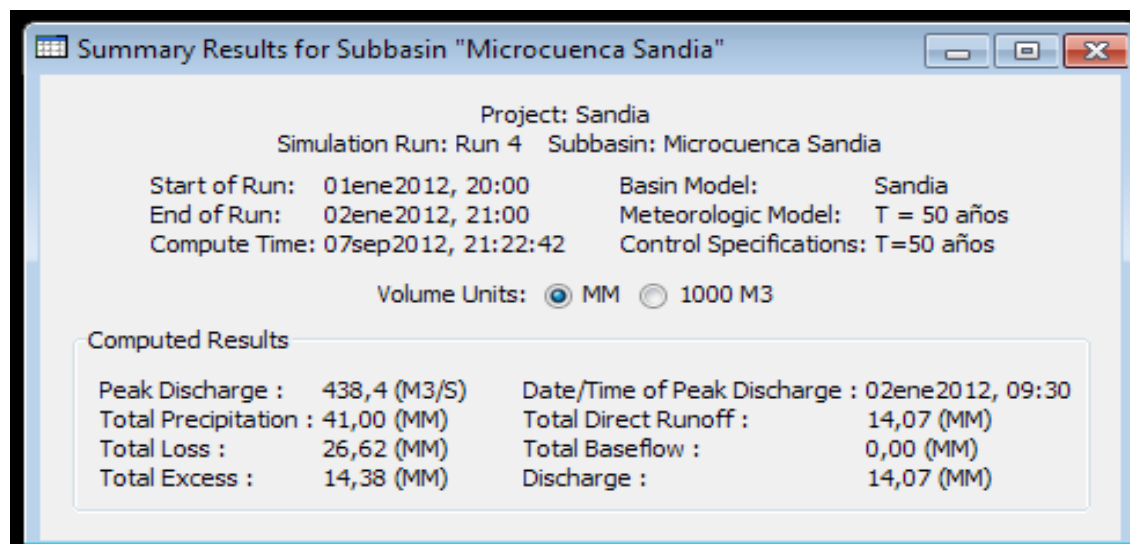 Summary Results for Subbasin "Microcuenca Sandia"
Project: Sandia
Simulation Run: Run 4 Subbasin: Microcuenca Sandia
Start of Run: 01ene2012, 20:00 Basin Model: Sandia
End of Run: 02ene2012, 21:00 Meteorologic Model: T = 50 años
Compute Time: 07sep2012, 21:22:42 Control Specifications: T=50 años
Volume Units: MM 1000 M3
Computed Results
Peak Discharge : 438,4 (M3/S) Date/Time of Peak Discharge : 02ene2012, 09:30
Total Precipitation : 41,00 (MM) Total Direct Runoff : 14,07 (MM)
Total Loss : 26,62 (MM) Total Baseflow : 0,00 (MM)
Total Excess : 14,38 (MM) Discharge : 14,07 (MM)